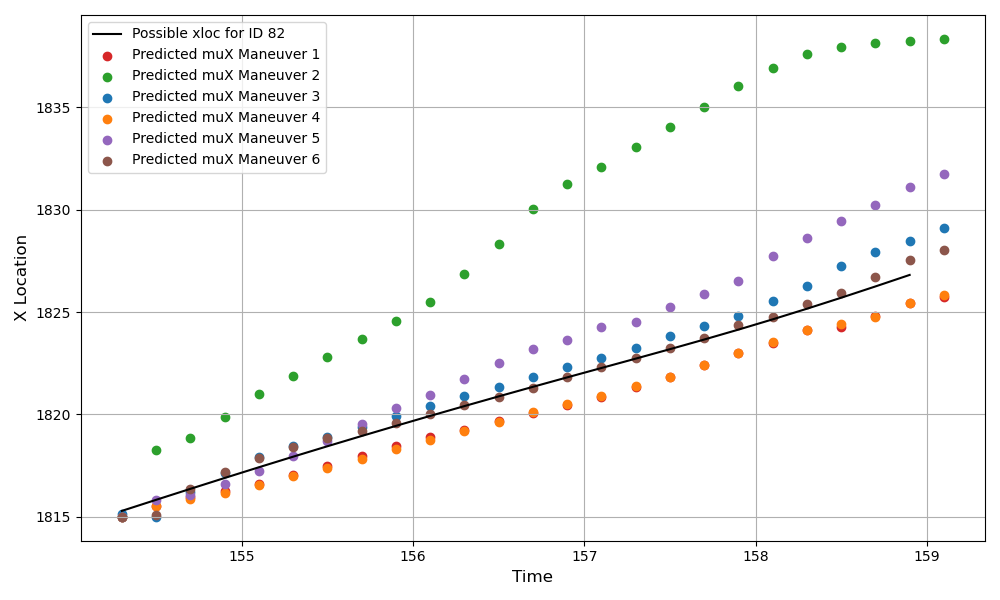 Possible xloc for ID 82
Predicted muX Maneuver 1
Predicted muX Maneuver 2
Predicted muX Maneuver 3
Predicted muX Maneuver 4
Predicted muX Maneuver 5
Predicted muX Maneuver 6
1835
1830
1825
1820
1815
X Location
155 156 157 158 159
Time